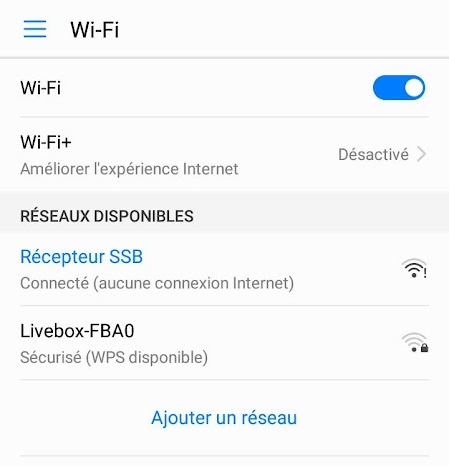 Wi-Fi
Wi-Fi
Wi-Fi+
Améliorer l'expérience Internet
Désactivé
RÉSEAUX DISPONIBLES
Récepteur SSB
Connecté (aucune connexion Internet)
Livebox-FBA0
Sécurisé (WPS disponible)
Ajouter un réseau